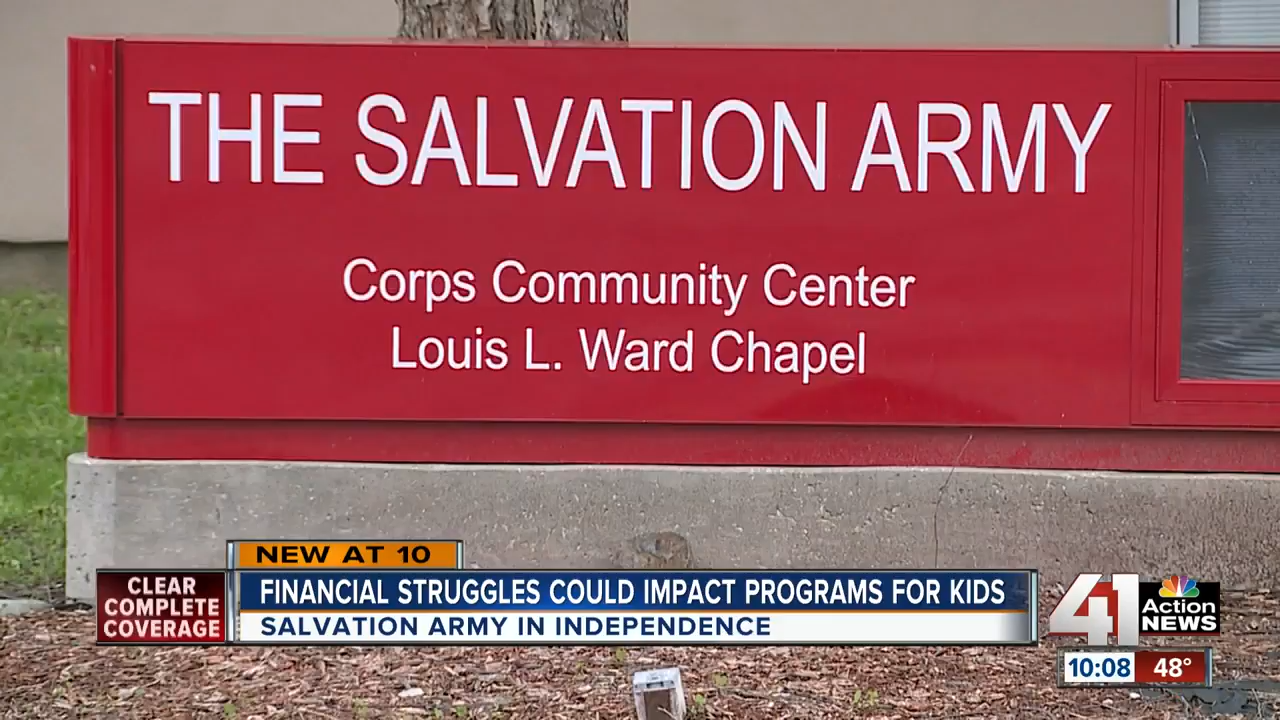 THE SALVATION ARMY
Corps Community Center
Louis L. Ward Chapel
NEW AT 10
CLEAR
COMPLETE
COVERAGE
FINANCIAL STRUGGLES COULD IMPACT PROGRAMS FOR KIDS
SALVATION ARMY IN INDEPENDENCE
41
Action
NEWS
10:08
48°